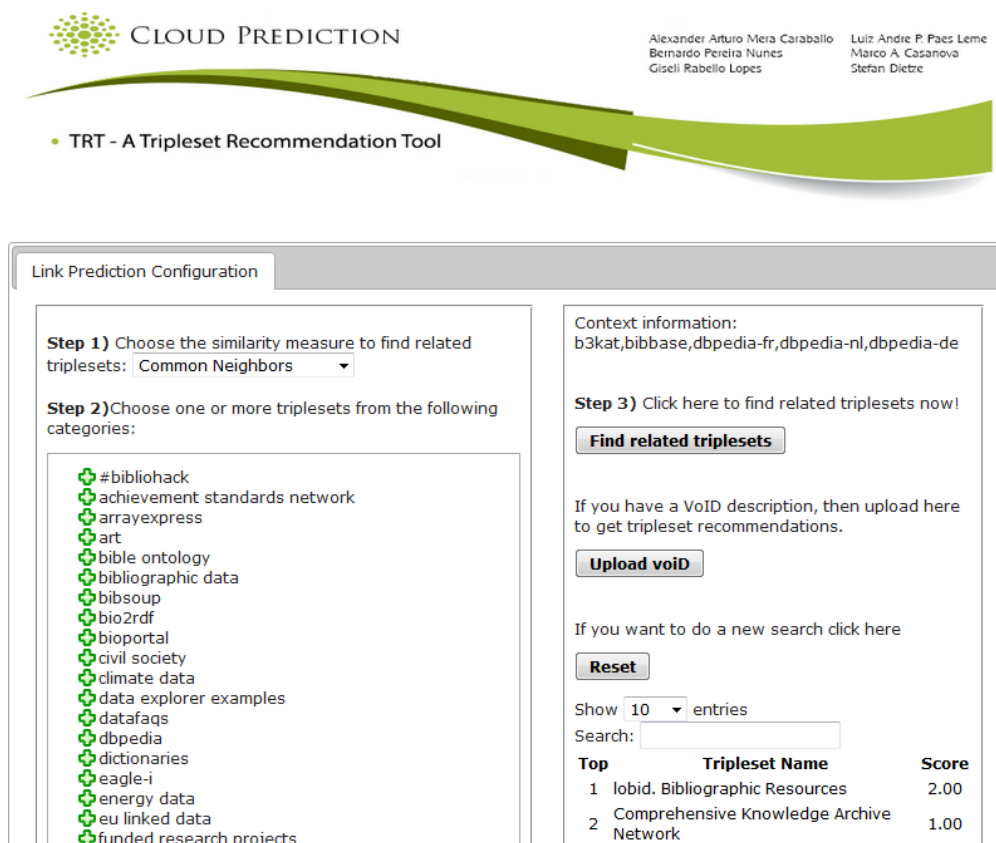 CLOUD PREDICTION
Alexander Arturo Mera Caraballo
Bernardo Pereira Nunes
Giseli Rabello Lopes
Luiz Andre P. Paes Leme
Marco A. Casanova
Stefan Dietze
• TRT - A Tripleset Recommendation Tool
Link Prediction Configuration
Step 1) Choose the similarity measure to find related
triplesets: Common Neighbors
Step 2)Choose one or more triplesets from the following
categories:
#bibliohack
achievement standards network
arrayexpress
art
bible ontology
bibliographic data
bibsoup
bio2rdf
bioportal
civil society
climate data
data explorer examples
datafaqs
dbpedia
dictionaries
eagle-i
energy data
eu linked data
funded research projects
Context information:
b3kat,bibbase,dbpedia-fr,dbpedia-nl,dbpedia-de
Step 3) Click here to find related triplesets now!
Find related triplesets
If you have a VoID description, then upload here
to get tripleset recommendations.
Upload voiD
If you want to do a new search click here
Reset
Show 10 entries
Search:
Top Tripleset Name Score
1 lobid. Bibliographic Resources 2.00
2 Comprehensive Knowledge Archive Network 1.00